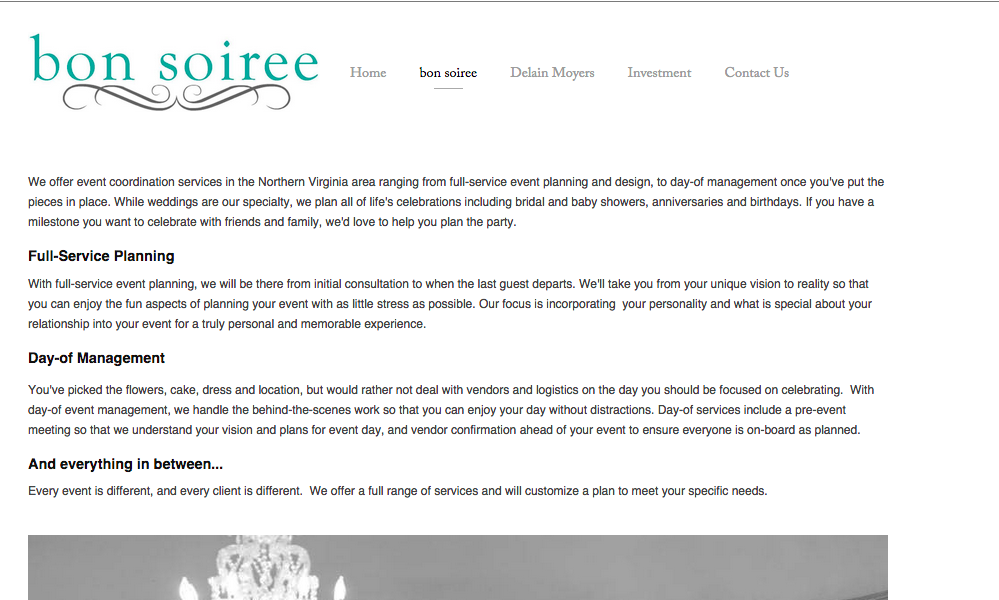 bon soiree
Home bon soiree Delain Moyers Investment Contact Us
We offer event coordination services in the Northern Virginia area ranging from full-service event planning and design, to day-of management once you've put the
pieces in place. While weddings are our specialty, we plan all of life's celebrations including bridal and baby showers, anniversaries and birthdays. If you have a
milestone you want to celebrate with friends and family, we'd love to help you plan the party.
Full-Service Planning
With full-service event planning, we will be there from initial consultation to when the last guest departs. We'll take you from your unique vision to reality so that
you can enjoy the fun aspects of planning your event with as little stress as possible. Our focus is incorporating  your personality and what is special about your
relationship into your event for a truly personal and memorable experience.
Day-of Management
You've picked the flowers, cake, dress and location, but would rather not deal with vendors and logistics on the day you should be focused on celebrating.  With
day-of event management, we handle the behind-the-scenes work so that you can enjoy your day without distractions. Day-of services include a pre-event
meeting so that we understand your vision and plans for event day, and vendor confirmation ahead of your event to ensure everyone is on-board as planned.
And everything in between...
Every event is different, and every client is different.  We offer a full range of services and will customize a plan to meet your specific needs.